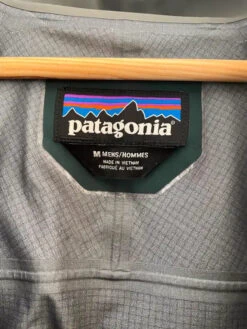 patagonia
M MENS/HOMMES
MADE IN VIETNAM
FABRIQUÉ AU VIETNAM